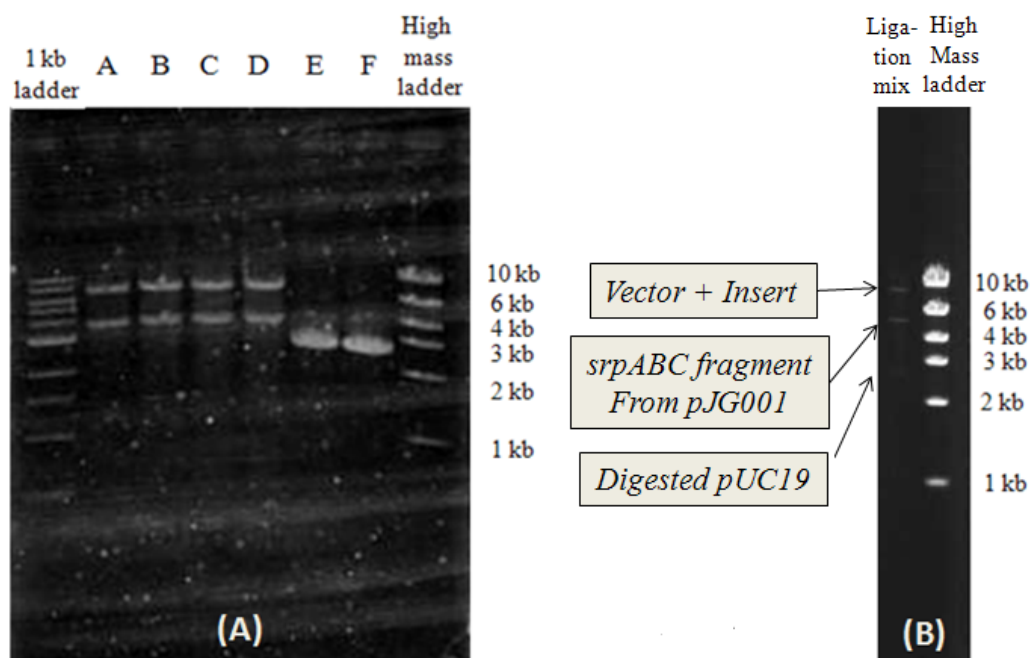 1 kb
ladder
A B C D E F
High
mass
ladder
10 kb
6 kb
4 kb
3 kb
2 kb
1 kb
(A)
Liga-
tion
mix
High
Mass
ladder
Vector + Insert
srpABC fragment
From pJG001
Digested pUC19
10 kb
6 kb
4 kb
3 kb
2 kb
1 kb
(B)